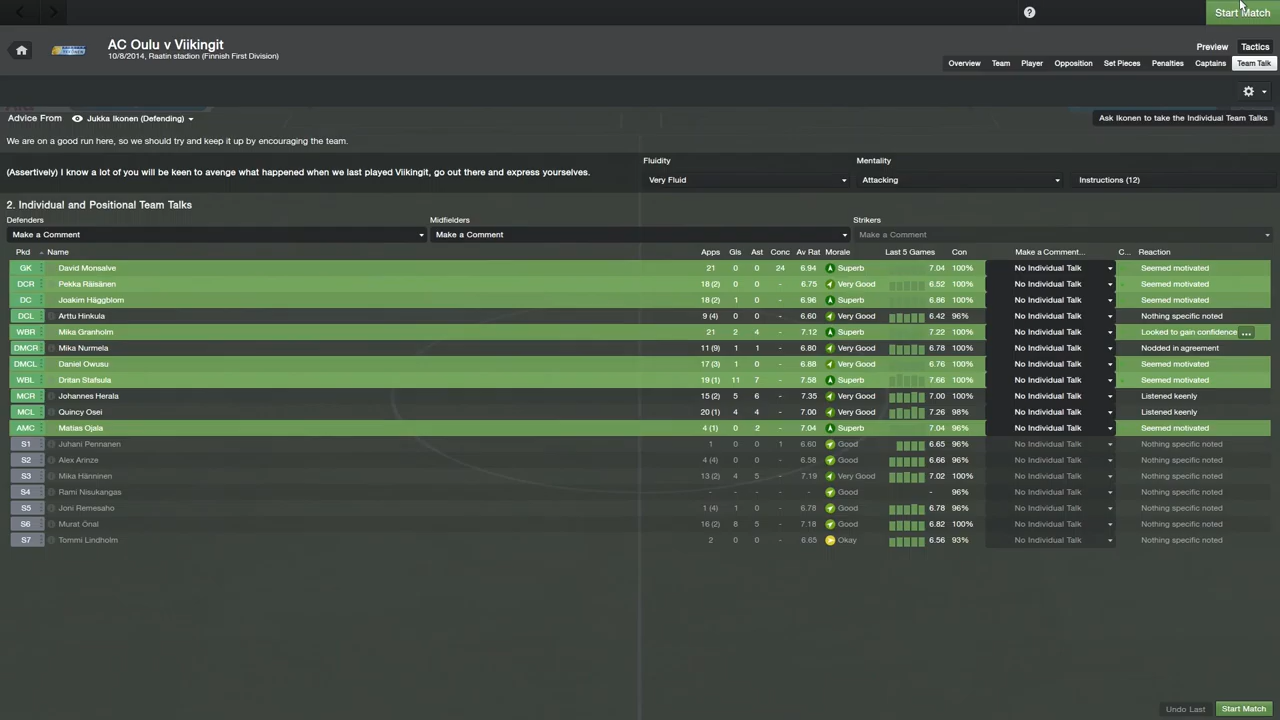 Start Match
AC Oulu v Viikingit
10/8/2014, Raatin stadion (Finnish First Division)
Preview Tactics
Overview Team Player Opposition Set Pieces Penalties Captains Team Talk
Advice From Jukka Ikonen (Defending) Ask Ikonen to take the Individual Team Talks
We are on a good run here, so we should try and keep it up by encouraging the team.
Fluidity Mentality
(Assertively) I know a lot of you will be keen to avenge what happened when we last played Viikingit, go out there and express yourselves.
Very Fluid Attacking Instructions (12)
2. Individual and Positional Team Talks
Defenders Midfielders Strikers
Make a Comment Make a Comment Make a Comment
Pkd Name Apps Gls Ast Conc Av Rat Morale Last 5 Games Con Make a Comment... C... Reaction
GK David Monsalve 21 0 0 24 6.94 Superb 7.04 100% No Individual Talk Seemed motivated
DCR Pekka Räisänen 18 (2) 0 0 - 6.75 Very Good 6.52 100% No Individual Talk Seemed motivated
DC Joakim Häggblom 18 (2) 1 0 - 6.96 Superb 6.86 100% No Individual Talk Seemed motivated
DCL Arttu Hinkula 9 (4) 0 0 - 6.60 Very Good 6.42 96% No Individual Talk Nothing specific noted
WBR Mika Granholm 21 2 4 - 7.12 Superb 7.22 100% No Individual Talk Looked to gain confidence ...
DMCR Mika Nurmela 11 (9) 1 1 - 6.80 Very Good 6.78 100% No Individual Talk Nodded in agreement
DMCL Daniel Owusu 17 (3) 1 0 - 6.88 Very Good 6.76 100% No Individual Talk Seemed motivated
WBL Dritan Stafsula 19 (1) 11 7 - 7.58 Superb 7.66 100% No Individual Talk Seemed motivated
MCR Johannes Herala 15 (2) 5 6 - 7.35 Very Good 7.00 100% No Individual Talk Listened keenly
MCL Quincy Osei 20 (1) 4 4 - 7.00 Very Good 7.26 98% No Individual Talk Listened keenly
AMC Matias Ojala 4 (1) 0 2 - 7.04 Superb 7.04 96% No Individual Talk Seemed motivated
S1 Juhani Pennanen 1 0 0 1 6.60 Good 6.65 96% No Individual Talk Nothing specific noted
S2 Alex Arinze 4 (4) 0 0 - 6.58 Good 6.66 96% No Individual Talk Nothing specific noted
S3 Mika Hänninen 13 (2) 4 5 - 7.19 Very Good 7.02 100% No Individual Talk Nothing specific noted
S4 Rami Nisukangas - - - - - Good - 96% No Individual Talk Nothing specific noted
S5 Joni Remesaho 1 (4) 0 1 - 6.78 Good 6.78 96% No Individual Talk Nothing specific noted
S6 Murat Önal 16 (2) 8 5 - 7.18 Good 6.82 100% No Individual Talk Nothing specific noted
S7 Tommi Lindholm 2 0 0 - 6.65 Okay 6.56 93% No Individual Talk Nothing specific noted
Undo Last Start Match